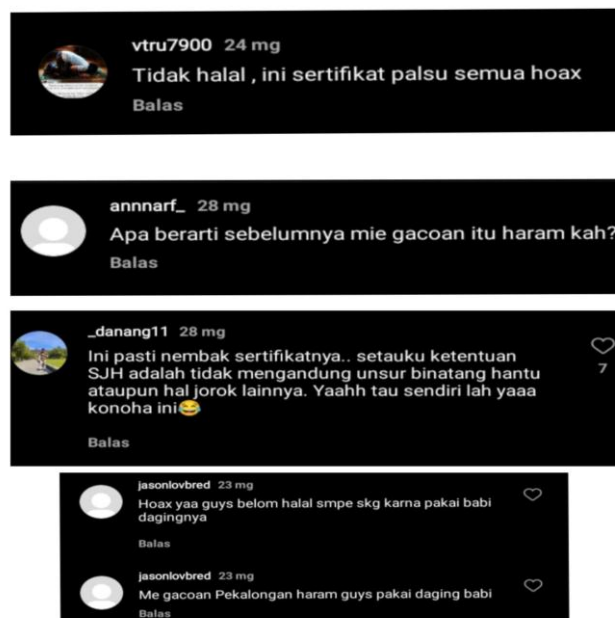 vtru7900 24 mg
Tidak halal , ini sertifikat palsu semua hoax
Balas
annnarf_ 28 mg
Apa berarti sebelumnya mie gacoan itu haram kah?
Balas
_danang11 28 mg
Ini pasti nembak sertifikatnya.. setauku ketentuan
SJH adalah tidak mengandung unsur binatang hantu
ataupun hal jorok lainnya. Yaahh tau sendiri lah yaaa
konoha ini😂
7
Balas
jasonlovbred 23 mg
Hoax yaa guys belom halal smpe skg karna pakai babi
dagingnya
Balas
jasonlovbred 23 mg
Me gacoan Pekalongan haram guys pakai daging babi
Balas